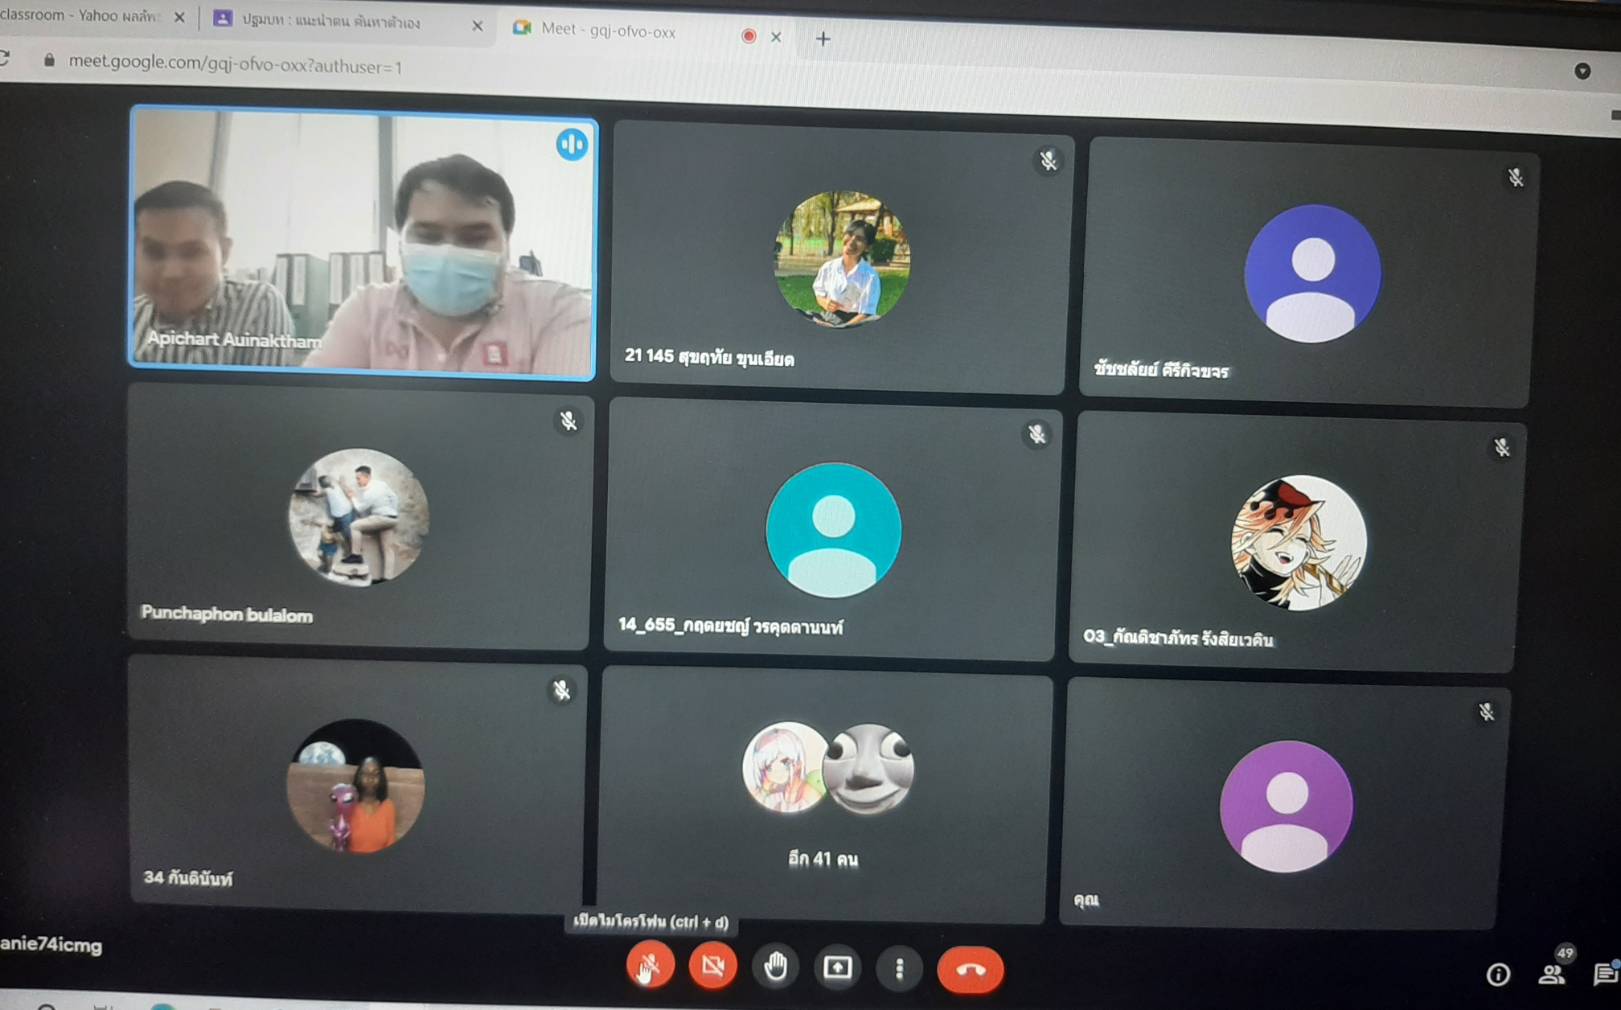 classroom - Yahoo ผลลัพ
ปฐมบท : แนะนำตน ค้นหาตัวเอง
Meet - gqj-ofvo-oxx
meet.google.com/gqj-ofvo-oxx?authuser=1
Apichart Auinaktham
21 145 สุขฤทัย ขุนเอียด
ชัชชลัยย์ ศีรีกิจขจร
Punchaphon bulalom
14_655_กฤตยชญ์ วรคุตตานนท์
03_กัณติชาภัทร รังสิยเวคิน
34 กันตินันท์
อีก 41 คน
คุณ
เปิดไมโครโฟน (ctrl + d)
anie74icmg
49